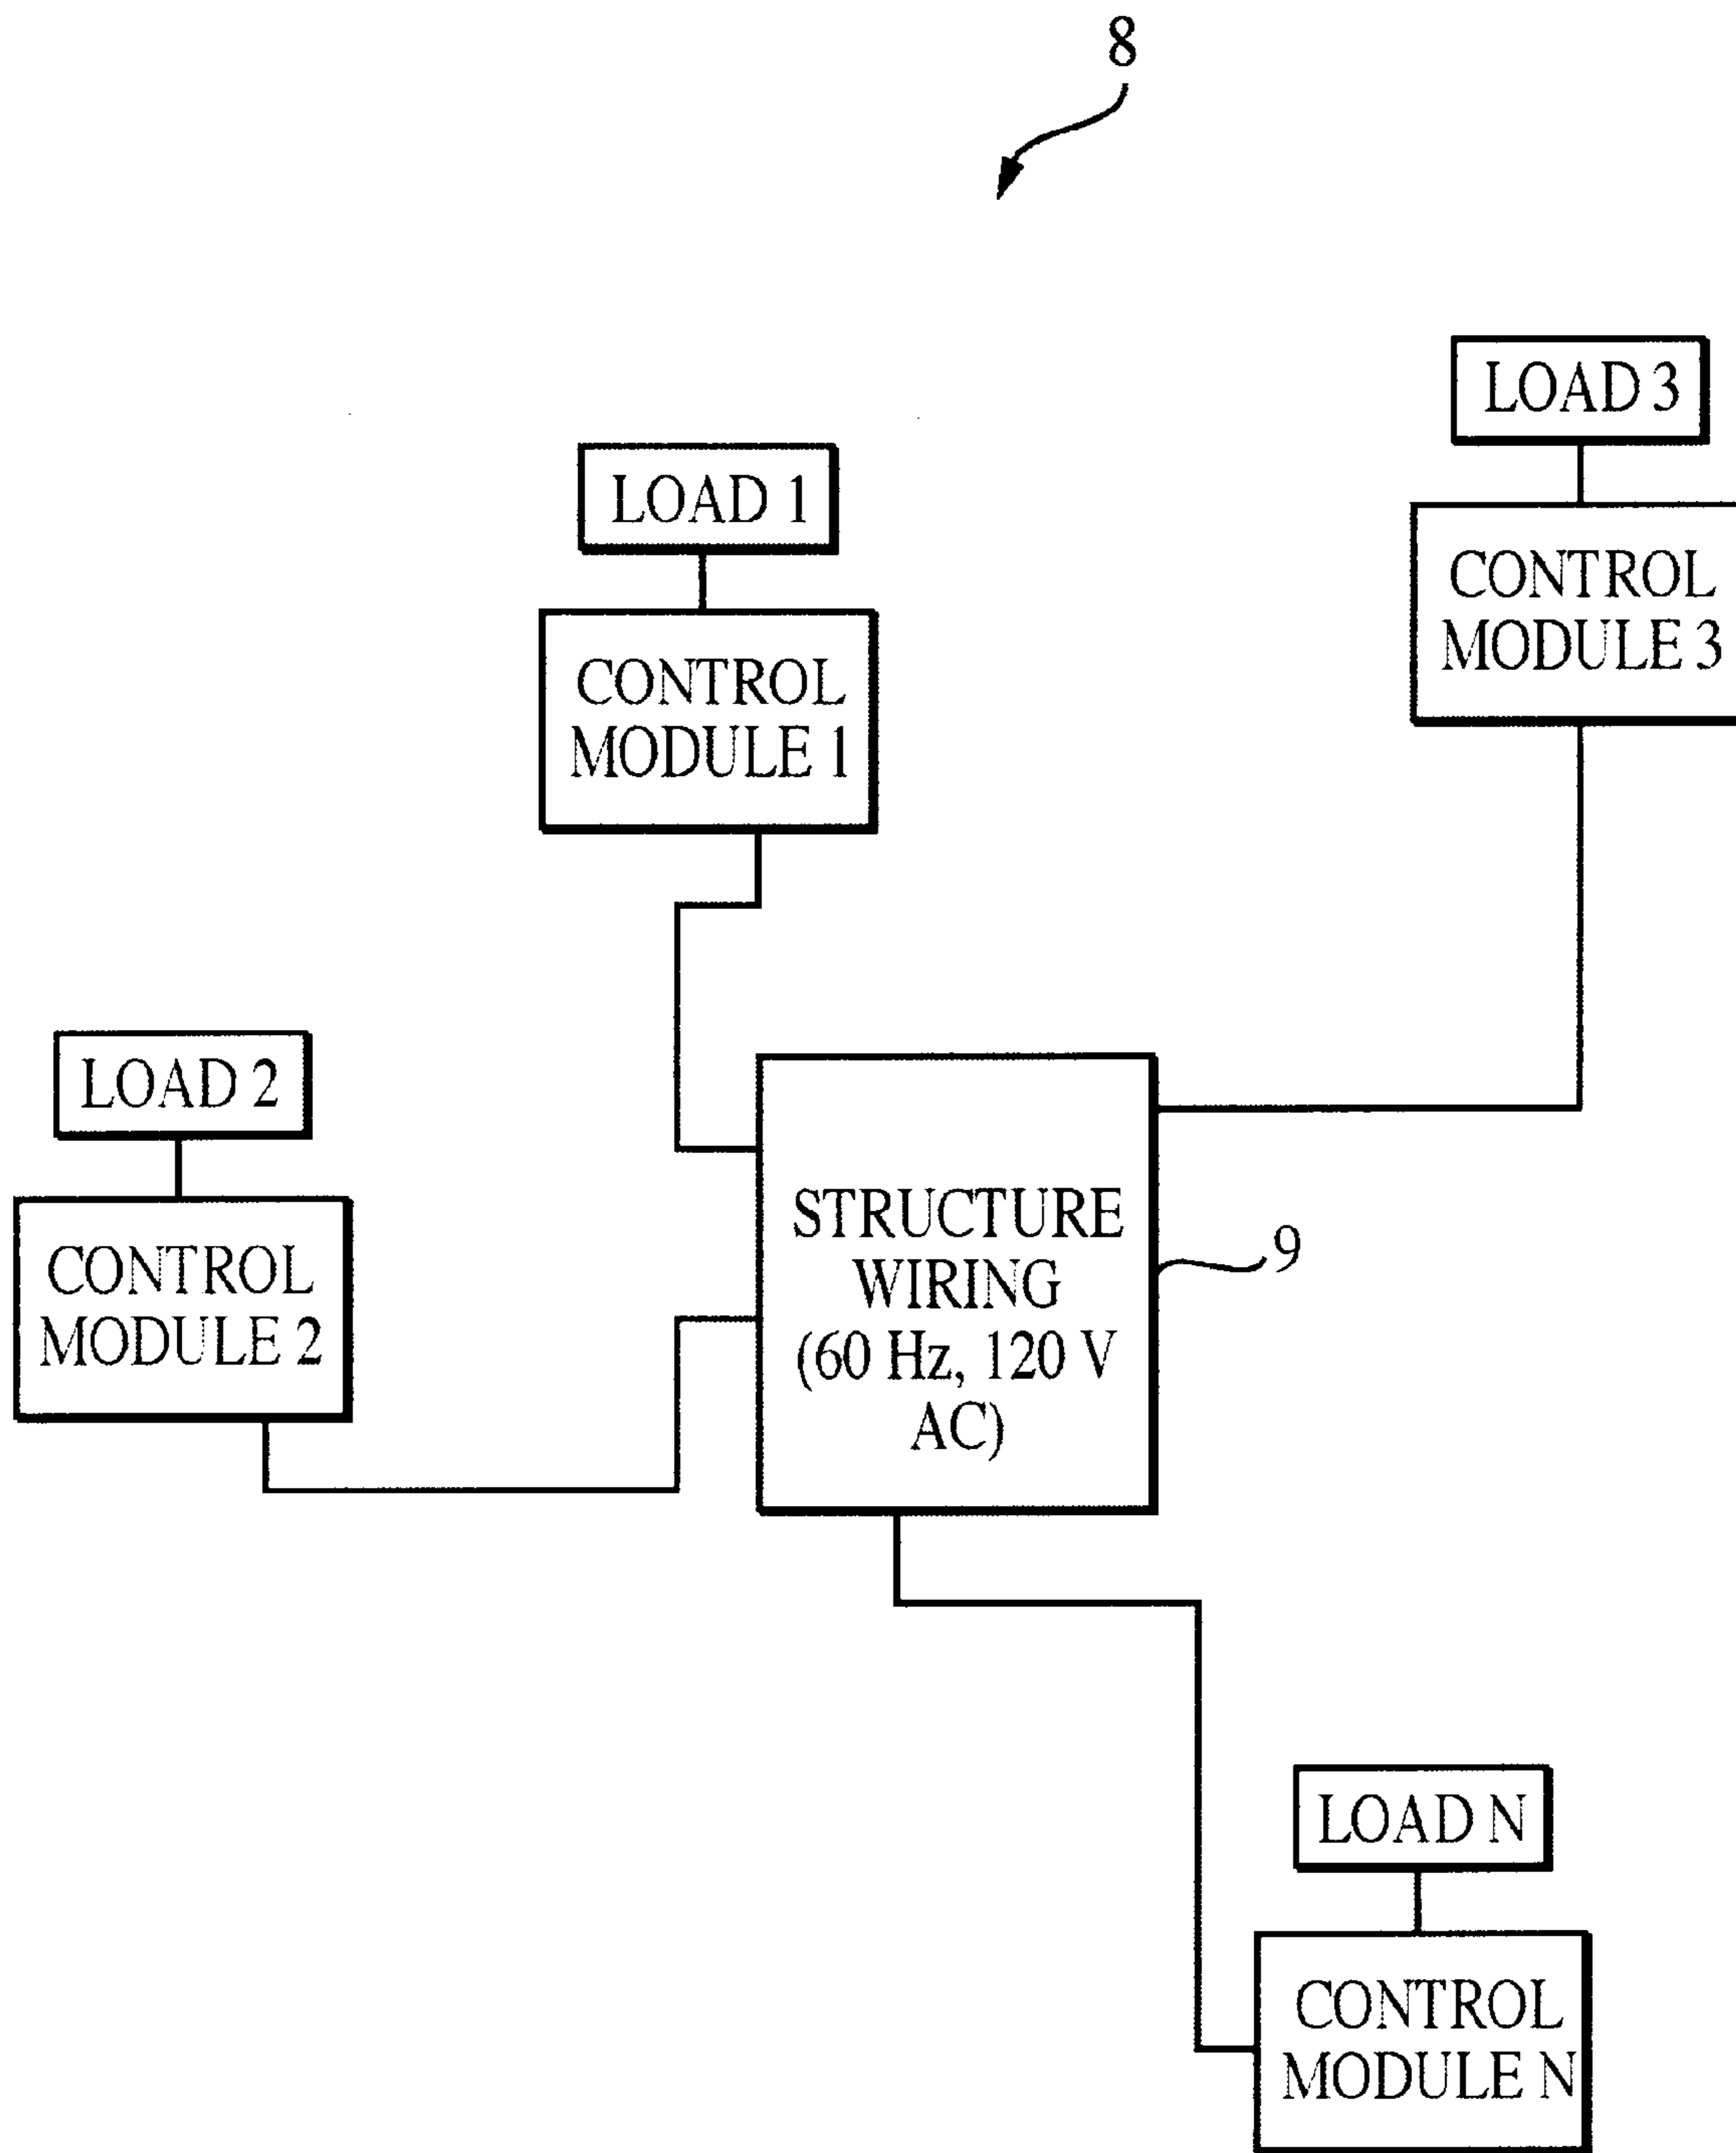 8
LOAD 3
CONTROL
MODULE 3
LOAD 1
CONTROL
MODULE 1
LOAD 2
CONTROL
MODULE 2
STRUCTURE
WIRING
(60 Hz, 120 V
AC)
9
LOAD N
CONTROL
MODULE N